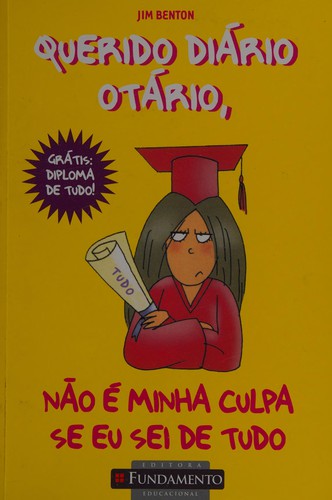 JIM BENTON
QUERIDO DIÁRIO
OTÁRIO,
GRÁTIS:
DIPLOMA
DE TUDO!
TUDO
NÃO É MINHA CULPA
SE EU SEI DE TUDO
EDITORA
FUNDAMENTO
EDUCACIONAL